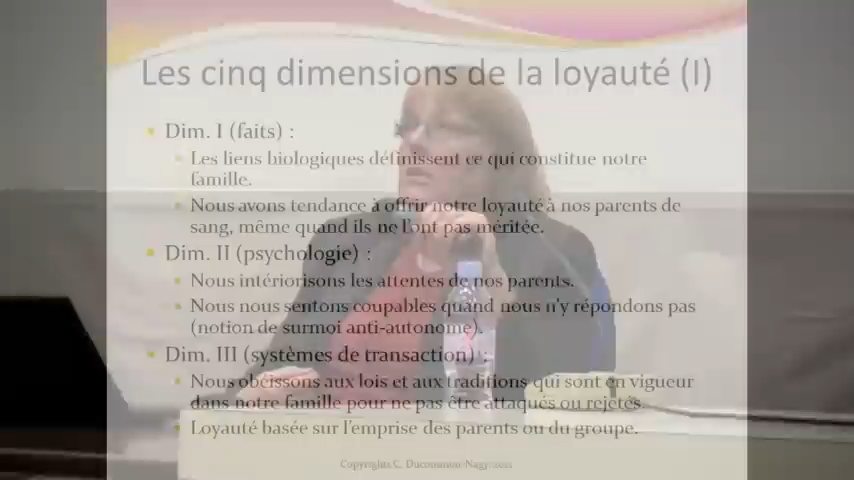 Les cinq dimensions de la loyauté (I)
Dim. I (faits) :
Les liens biologiques définissent ce qui constitue notre
famille.
Nous avons tendance à offrir notre loyauté à nos parents de
sang, même quand ils ne l'ont pas méritée.
Dim. II (psychologie) :
Nous intériorisons les attentes de nos parents.
Nous nous sentons coupables quand nous n'y répondons pas
(notion de surmoi anti-autonome).
Dim. III (systèmes de transaction) :
Nous obéissons aux lois et aux traditions qui sont en vigueur
dans notre famille pour ne pas être attaqués ou rejetés.
Loyauté basée sur l'emprise des parents ou du groupe.
Copyrights C. Ducommun-Nagy